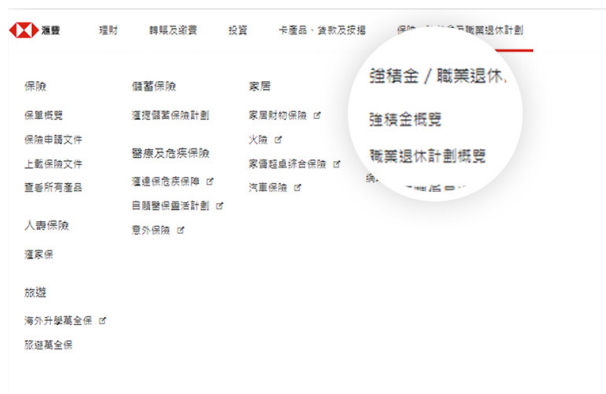 滙豐
理財
轉賬及繳費
投資
卡產品、貸款及按揭
職業退休計劃
保險
保單概覽
保險申請文件
上載保險文件
查看所有產品
人壽保險
滙家保
旅遊
海外升學萬全保
旅遊萬全保
儲蓄保險
滙捷儲蓄保險計劃
醫療及危疾保險
滙達保危疾保障
自願醫保靈活計劃
意外保險
家居
家居財物保險
火險
家傭超卓綜合保險
汽車保險
強積金 / 職業退休
強積金概覽
職業退休計劃概覽